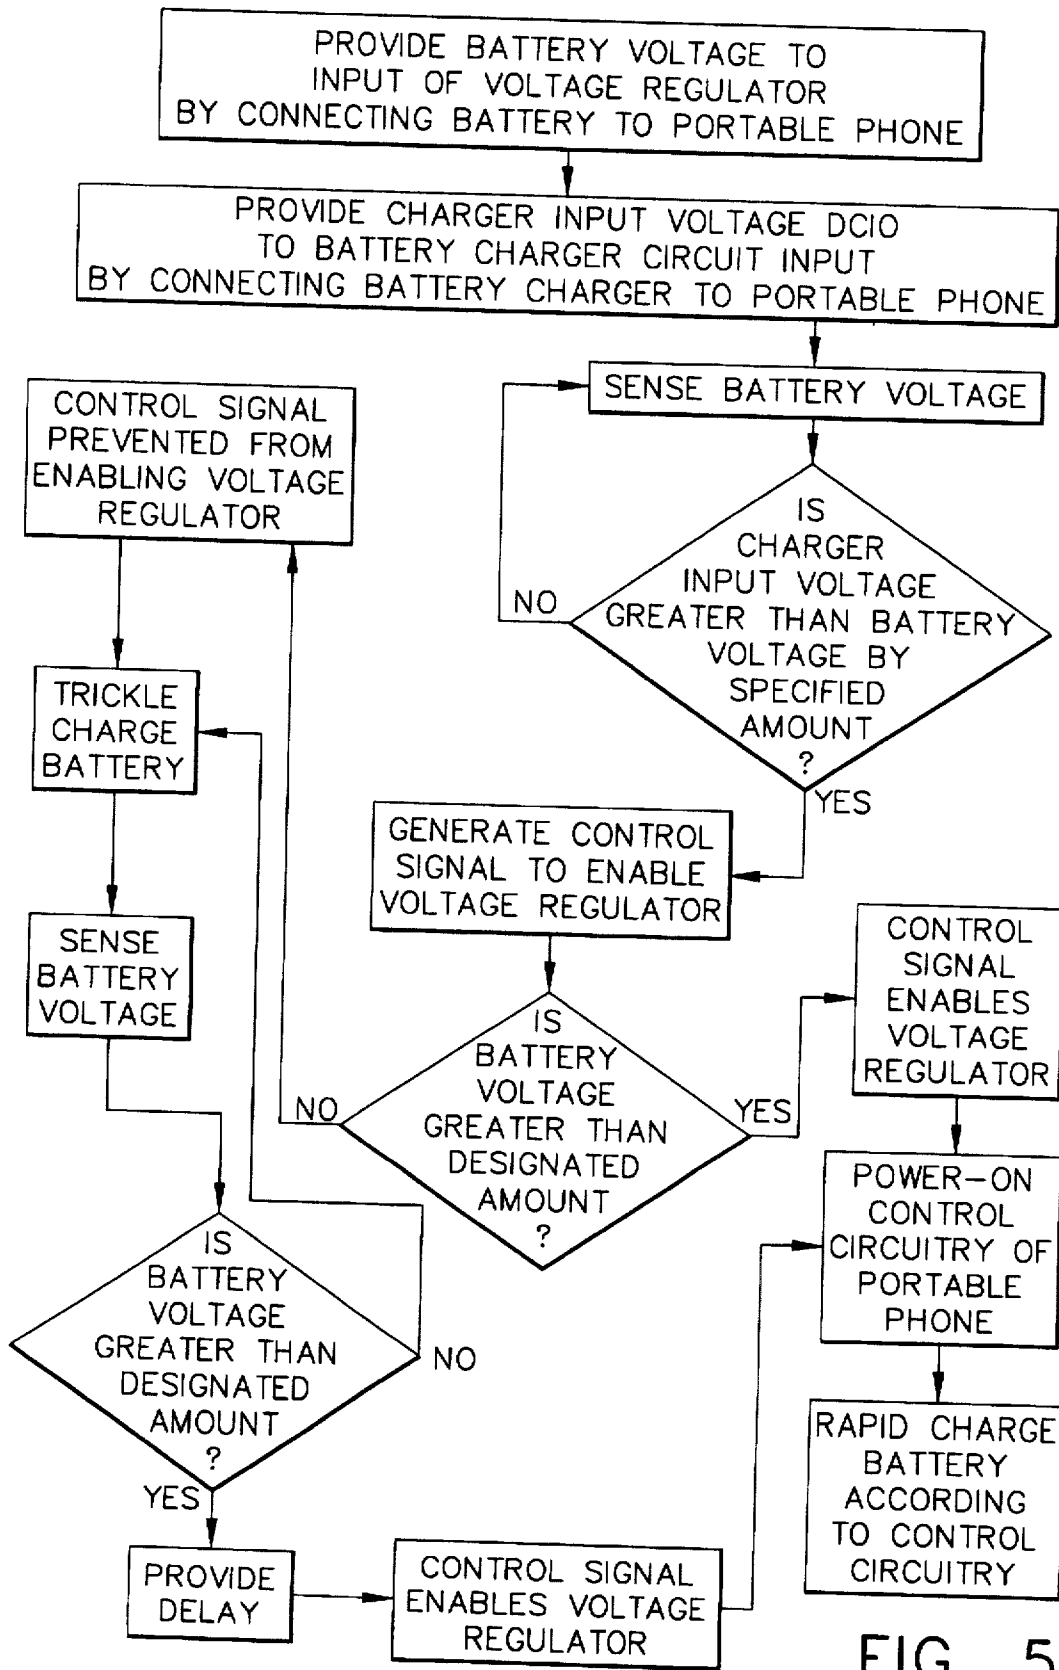 PROVIDE BATTERY VOLTAGE TO
INPUT OF VOLTAGE REGULATOR
BY CONNECTING BATTERY TO PORTABLE PHONE
PROVIDE CHARGER INPUT VOLTAGE DCIO
TO BATTERY CHARGER CIRCUIT INPUT
BY CONNECTING BATTERY CHARGER TO PORTABLE PHONE
SENSE BATTERY VOLTAGE
IS
CHARGER
INPUT VOLTAGE
GREATER THAN BATTERY
VOLTAGE BY
SPECIFIED
AMOUNT
?
NO
YES
GENERATE CONTROL
SIGNAL TO ENABLE
VOLTAGE REGULATOR
IS
BATTERY
VOLTAGE
GREATER THAN
DESIGNATED
AMOUNT
?
NO
YES
CONTROL SIGNAL
PREVENTED FROM
ENABLING VOLTAGE
REGULATOR
TRICKLE
CHARGE
BATTERY
SENSE
BATTERY
VOLTAGE
IS
BATTERY
VOLTAGE
GREATER THAN
DESIGNATED
AMOUNT
?
NO
YES
PROVIDE
DELAY
CONTROL SIGNAL
ENABLES VOLTAGE
REGULATOR
CONTROL
SIGNAL
ENABLES
VOLTAGE
REGULATOR
POWER-ON
CONTROL
CIRCUITRY OF
PORTABLE
PHONE
RAPID CHARGE
BATTERY
ACCORDING
TO CONTROL
CIRCUITRY
FIG. 5